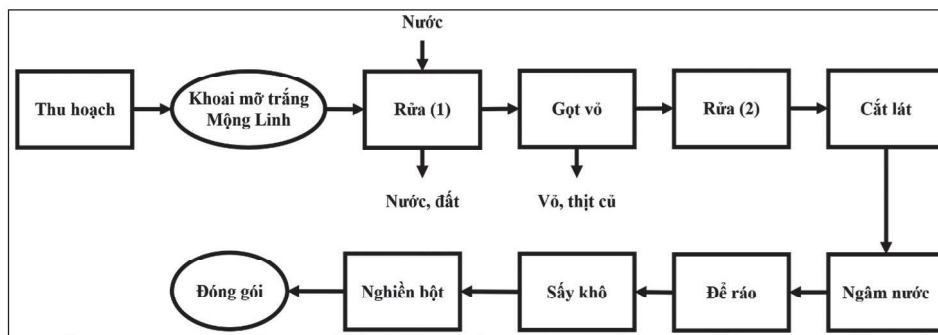 Nước
Thu hoạch
Khoai mỡ trắng
Mộng Linh
Rửa (1)
Gọt vỏ
Rửa (2)
Cắt lát
Nước, đất
Vỏ, thịt củ
Đóng gói
Nghiền bột
Sấy khô
Để ráo
Ngâm nước